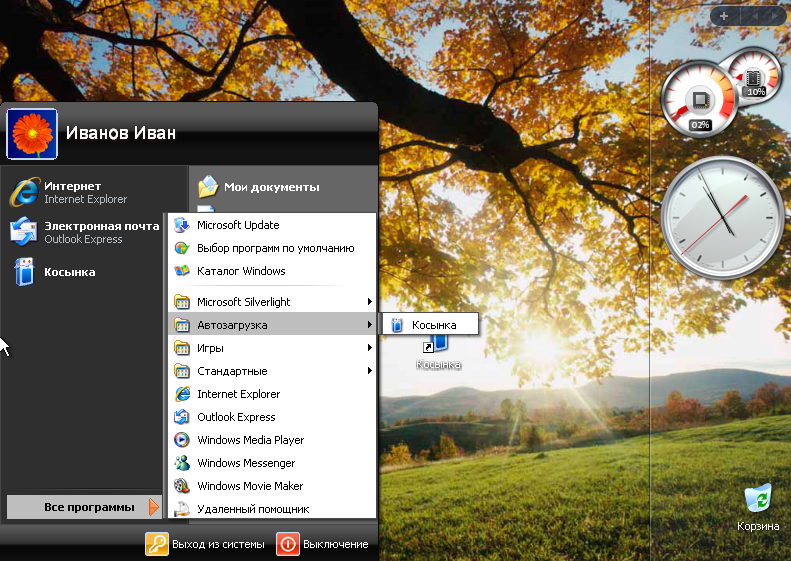 Иванов Иван
Интернет
Internet Explorer
Электронная почта
Outlook Express
Косынка
Все программы
Мои документы
Microsoft Update
Выбор программ по умолчанию
Каталог Windows
Microsoft Silverlight
Автозагрузка
Игры
Стандартные
Internet Explorer
Outlook Express
Windows Media Player
Windows Messenger
Windows Movie Maker
Удаленный помощник
Косынка
Косынка
Выход из системы
Выключение
02%
10%
Корзина